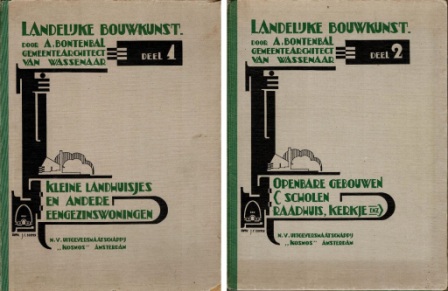 LANDELIJKE BOUWKUNST.
DOOR A. BONTENBAL
GEMEENTEARCHITECT
VAN WASSENAAR
DEEL 1
KLEINE LANDHUISJES
EN ANDERE
EENGEZINSWONINGEN
N.V. UITGEVERSMAATSCHAPPIJ
„KOSMOS" AMSTERDAM
LANDELIJKE BOUWKUNST.
DOOR A. BONTENBAL
GEMEENTEARCHITECT
VAN WASSENAAR
DEEL 2
OPENBARE GEBOUWEN
( SCHOLEN
RAADHUIS, KERKJE ENZ)
N.V. UITGEVERSMAATSCHAPPIJ
„KOSMOS" AMSTERDAM